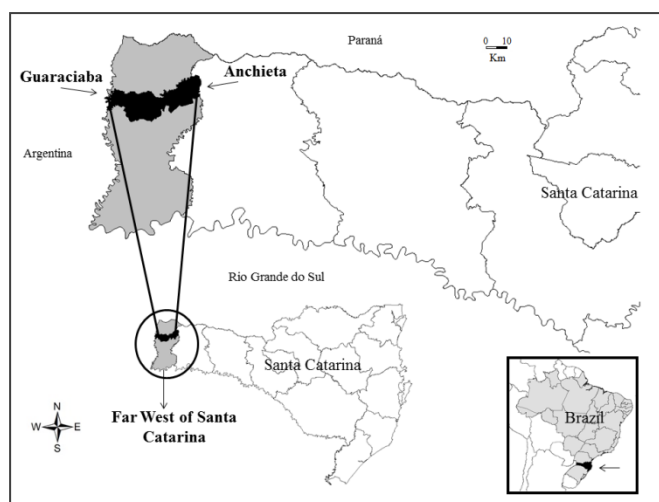 Paraná
0 10
Km
Guaraciaba
Anchieta
Argentina
Santa Catarina
Rio Grande do Sul
Santa Catarina
Far West of Santa
Catarina
N
W E
S
Brazil